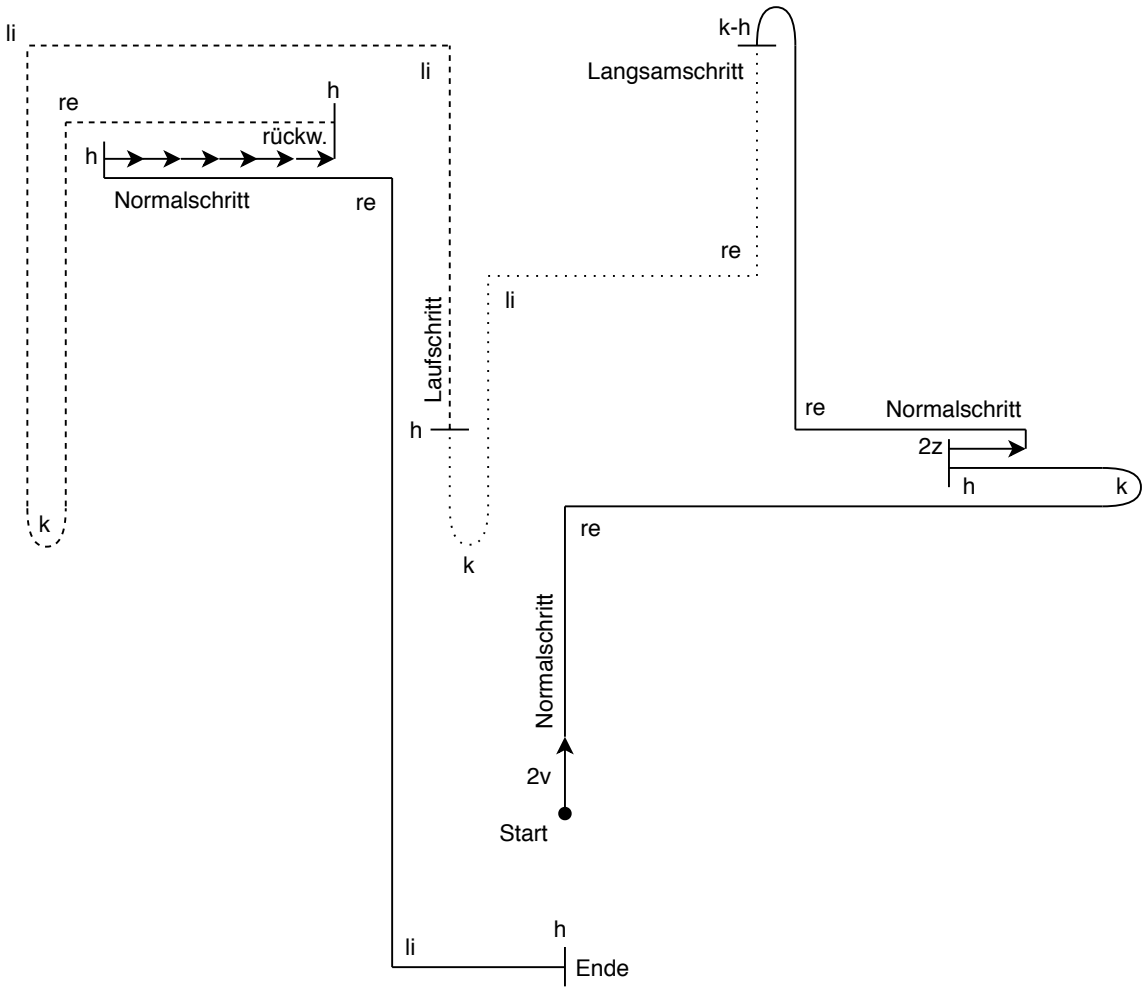 li
k-h
li
Langsamschritt
h
re
rückw.
h
Normalschritt
re
re
li
Laufschritt
h
re
Normalschritt
2z
h
k
k
re
k
Normalschritt
2v
Start
h
li
Ende